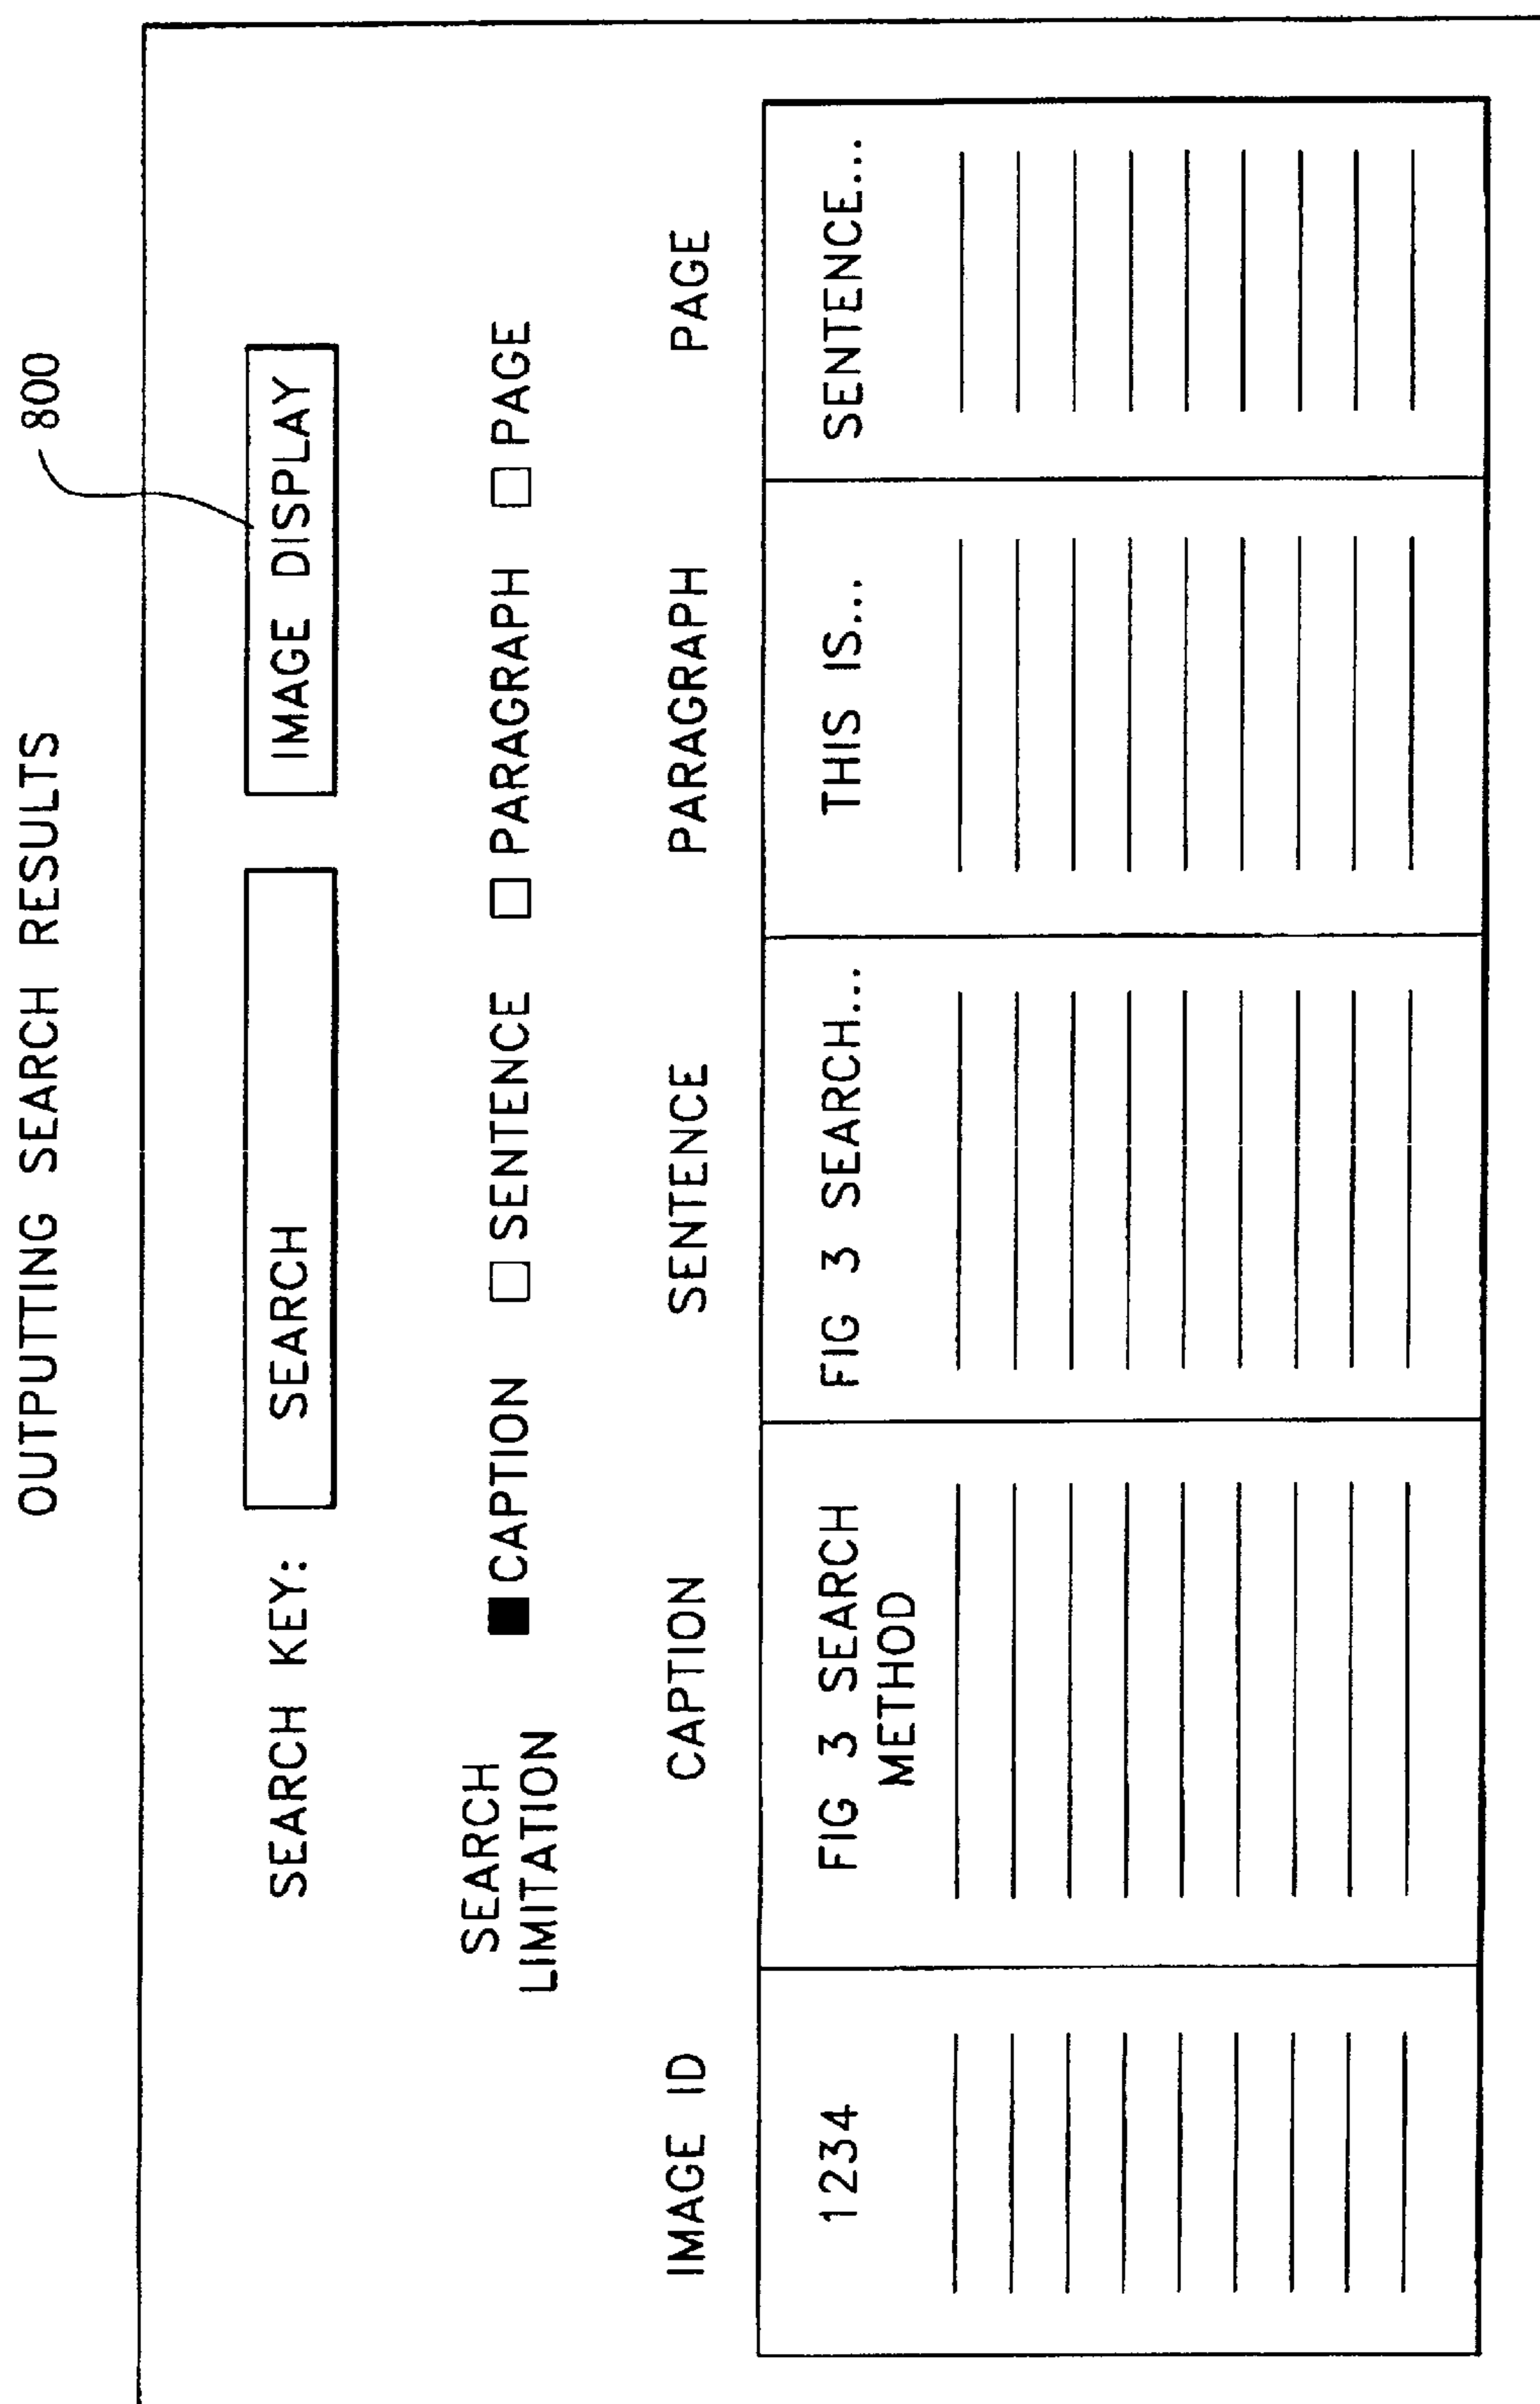 OUTPUTTING SEARCH RESULTS
800
SEARCH KEY: SEARCH IMAGE DISPLAY
SEARCH
LIMITATION
■ CAPTION □ SENTENCE □ PARAGRAPH □ PAGE
IMAGE ID CAPTION SENTENCE PARAGRAPH PAGE
1234 FIG 3 SEARCH FIG 3 SEARCH... THIS IS... SENTENCE...
METHOD